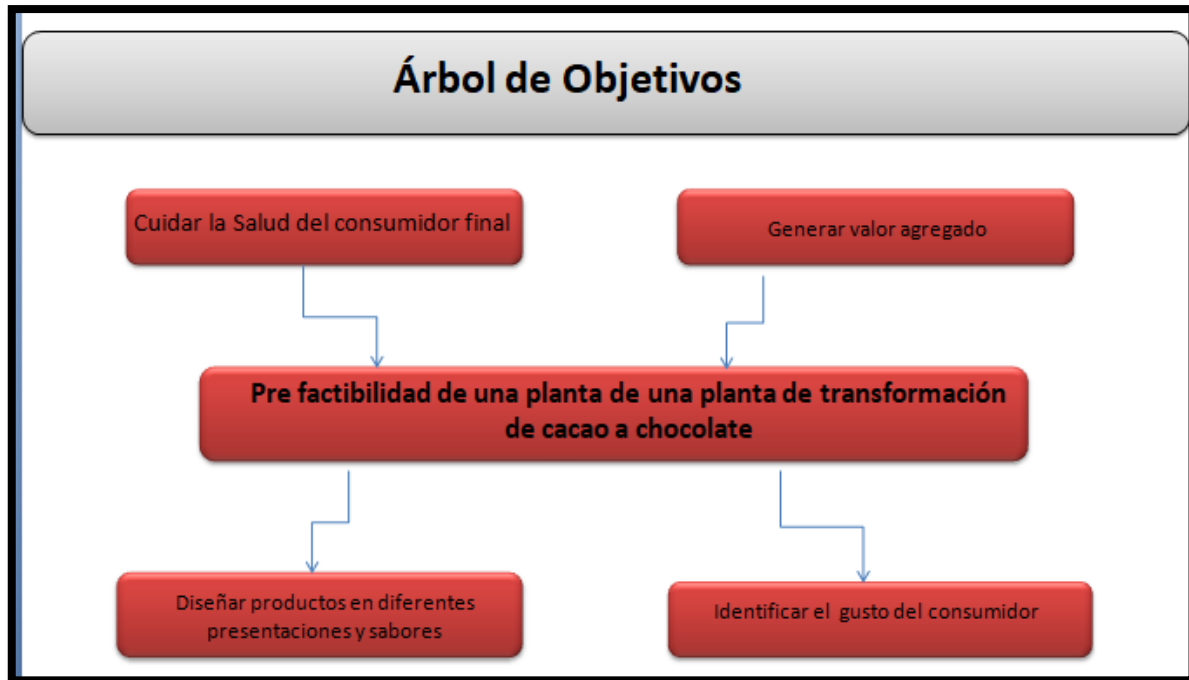 Árbol de Objetivos
Cuidar la Salud del consumidor final
Generar valor agregado
Pre factibilidad de una planta de una planta de transformación
de cacao a chocolate
Diseñar productos en diferentes
presentaciones y sabores
Identificar el gusto del consumidor